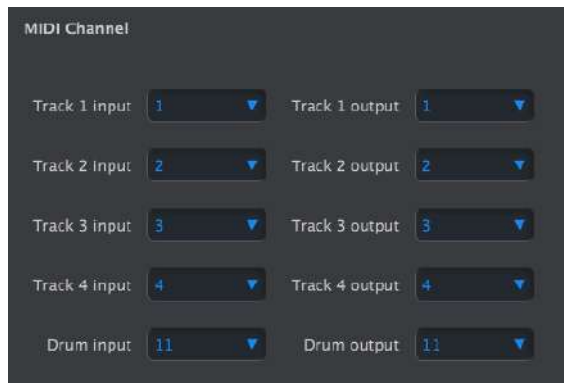 MIDI Channel
Track 1 input 1 Track 1 output 1
Track 2 input 2 Track 2 output 2
Track 3 input 3 Track 3 output 3
Track 4 input 4 Track 4 output 4
Drum input 11 Drum output 11